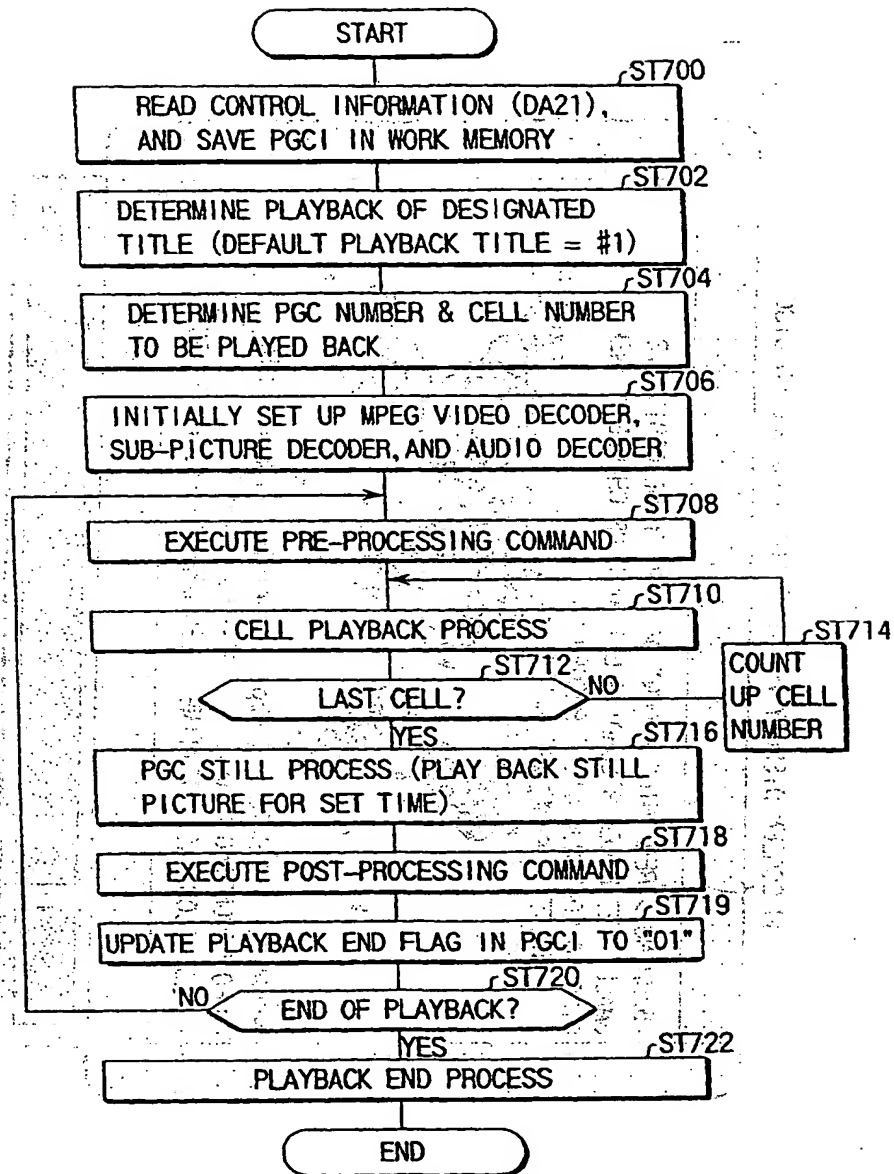 START
ST700
READ CONTROL INFORMATION (DA21),
AND SAVE PGCI IN WORK MEMORY
ST702
DETERMINE PLAYBACK OF DESIGNATED
TITLE (DEFAULT PLAYBACK TITLE = #1)
ST704
DETERMINE PGC NUMBER & CELL NUMBER
TO BE PLAYED BACK
ST706
INITIALLY SET UP MPEG VIDEO DECODER,
SUB-PICTURE DECODER, AND AUDIO DECODER
ST708
EXECUTE PRE-PROCESSING COMMAND
ST710
CELL PLAYBACK PROCESS
ST712
LAST CELL?
NO
ST714
COUNT
UP CELL
NUMBER
YES
ST716
PGC STILL PROCESS (PLAY BACK STILL
PICTURE FOR SET TIME)
ST718
EXECUTE POST-PROCESSING COMMAND
ST719
UPDATE PLAYBACK END FLAG IN PGCI TO "01"
ST720
NO
END OF PLAYBACK?
YES
ST722
PLAYBACK END PROCESS
END